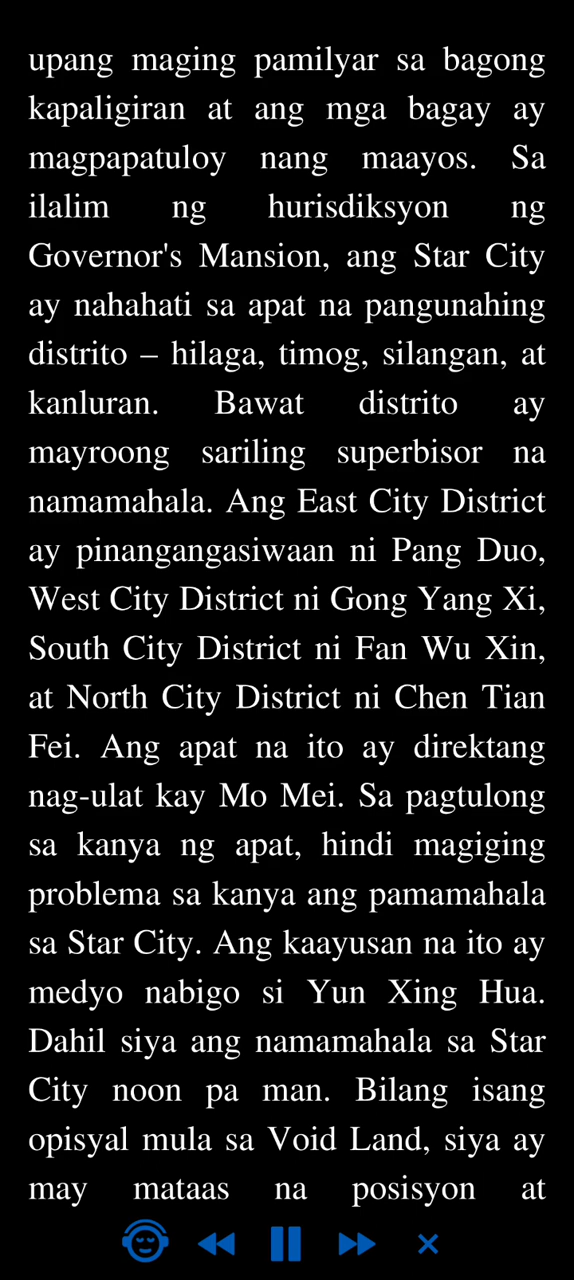 upang maging pamilyar sa bagong
kapaligiran at ang mga bagay ay
magpapatuloy nang maayos. Sa
ilalim ng hurisdiksyon ng
Governor's Mansion, ang Star City
ay nahahati sa apat na pangunahing
distrito – hilaga, timog, silangan, at
kanluran. Bawat distrito ay
mayroong sariling superbisor na
namamahala. Ang East City District
ay pinangangasiwaan ni Pang Duo,
West City District ni Gong Yang Xi,
South City District ni Fan Wu Xin,
at North City District ni Chen Tian
Fei. Ang apat na ito ay direktang
nag-ulat kay Mo Mei. Sa pagtulong
sa kanya ng apat, hindi magiging
problema sa kanya ang pamamahala
sa Star City. Ang kaayusan na ito ay
medyo nabigo si Yun Xing Hua.
Dahil siya ang namamahala sa Star
City noon pa man. Bilang isang
opisyal mula sa Void Land, siya ay
may mataas na posisyon at